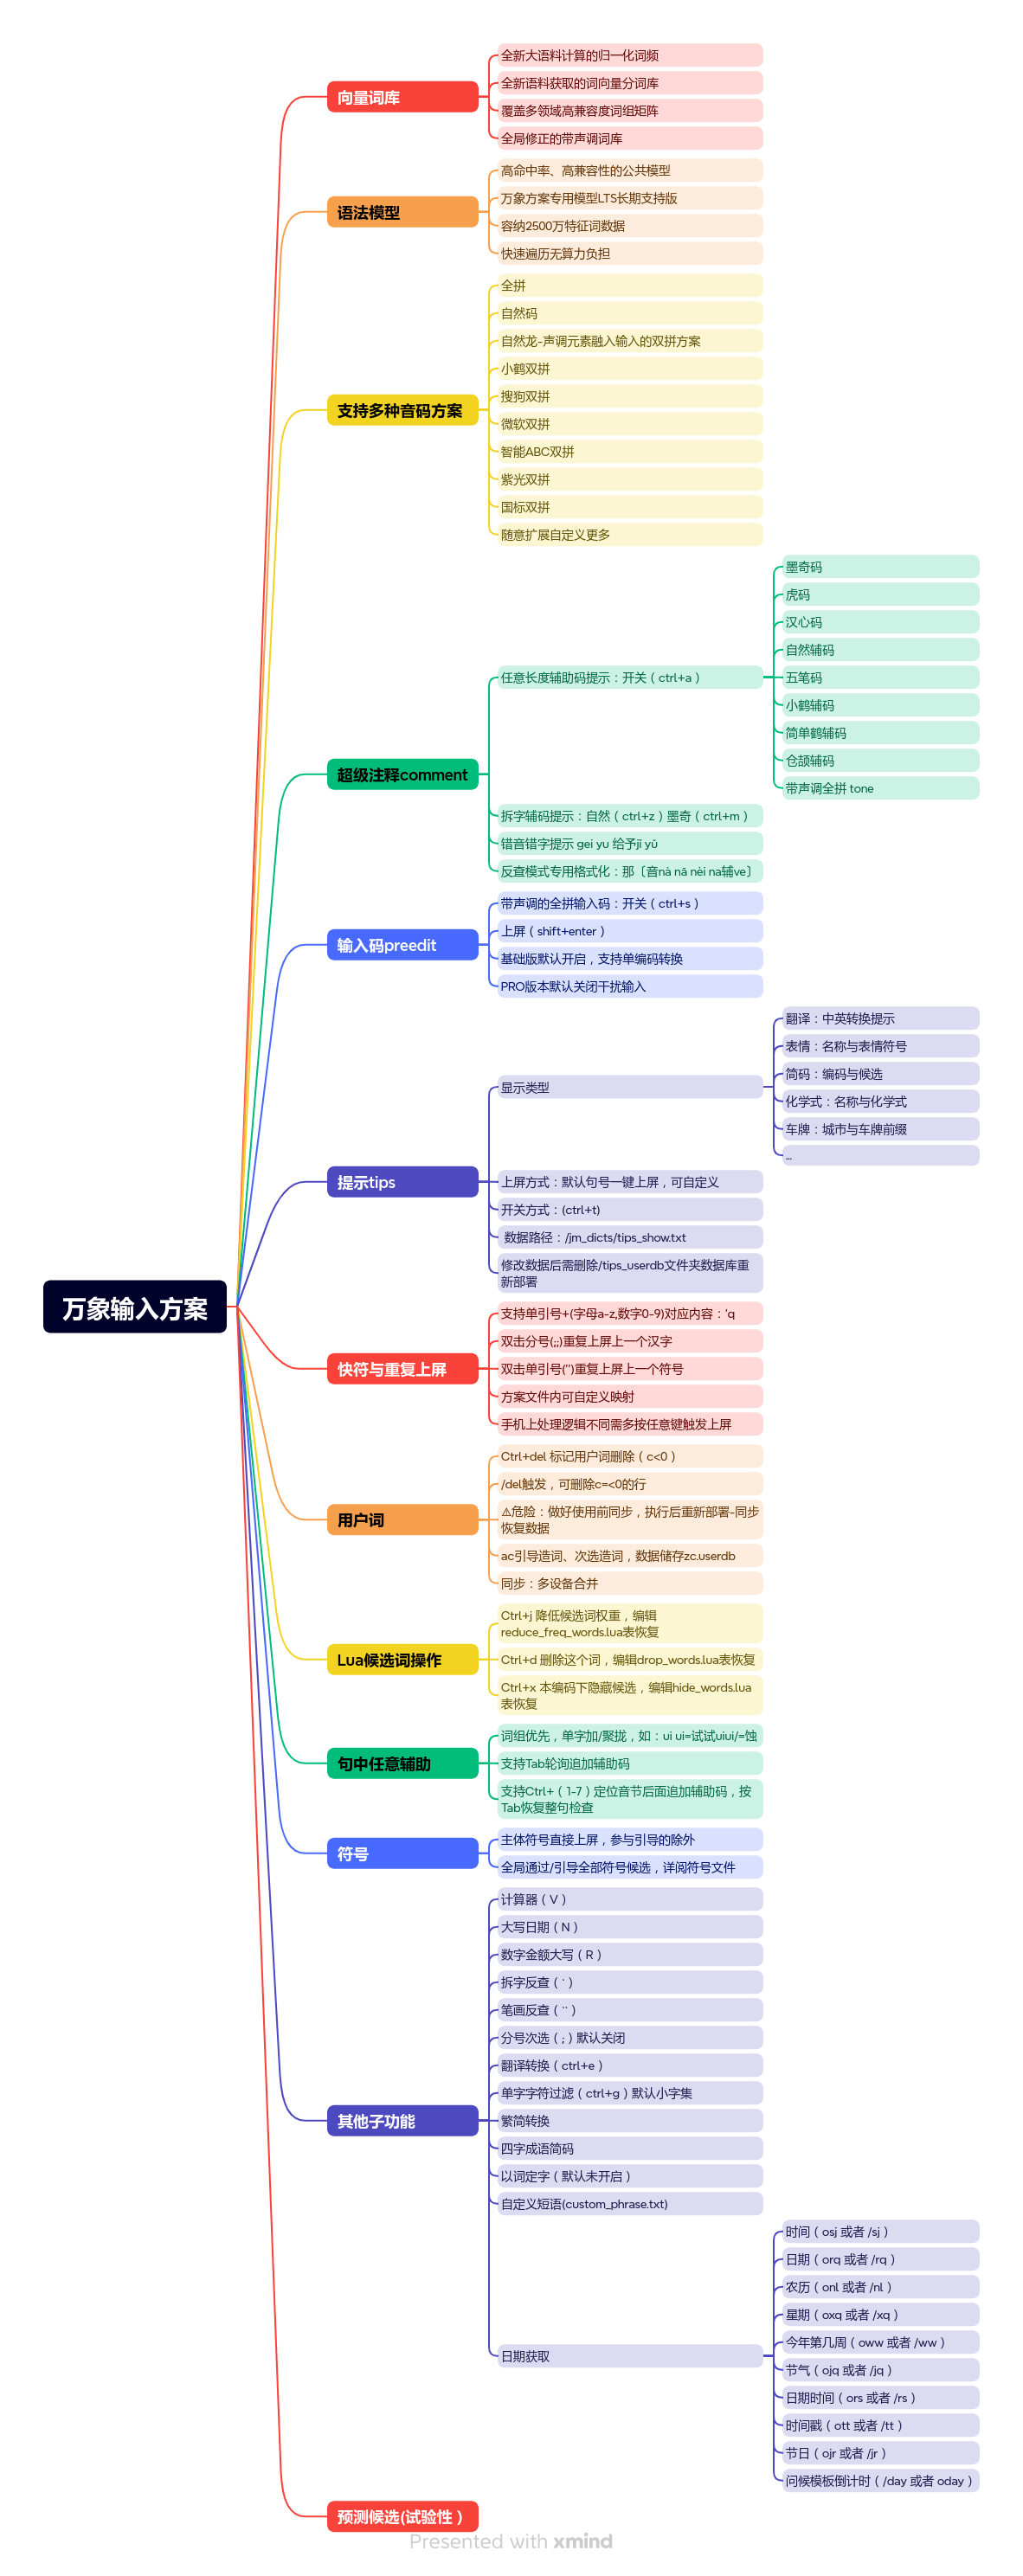 万象输入方案
向量词库
全新大语料计算的归一化词频
全新语料获取的词向量分词库
覆盖多领域高兼容度词组矩阵
全局修正的带声调词库
语法模型
高命中率、高兼容性的公共模型
万象方案专用模型LTS长期支持版
容纳2500万特征词数据
快速遍历无算力负担
支持多种音码方案
全拼
自然码
自然龙-声调元素融入输入的双拼方案
小鹤双拼
搜狗双拼
微软双拼
智能ABC双拼
紫光双拼
国标双拼
随意扩展自定义更多
超级注释comment
任意长度辅助码提示：开关（ctrl+a）
墨奇码
虎码
汉心码
自然辅码
五笔码
小鹤辅码
简单鹤辅码
仓颉辅码
带声调全拼 tone
拆字辅码提示：自然（ctrl+z）墨奇（ctrl+m）
错音错字提示 gei yu 给予jǐ yǔ
反查模式专用格式化：那〔音nà nā nèi na辅ve〕
输入码preedit
带声调的全拼输入码：开关（ctrl+s）
上屏（shift+enter）
基础版默认开启，支持单编码转换
PRO版本默认关闭干扰输入
提示tips
显示类型
翻译：中英转换提示
表情：名称与表情符号
简码：编码与候选
化学式：名称与化学式
车牌：城市与车牌前缀
...
上屏方式：默认句号一键上屏，可自定义
开关方式：(ctrl+t)
数据路径：/jm_dicts/tips_show.txt
修改数据后需删除/tips_userdb文件夹数据库重
新部署
快符与重复上屏
支持单引号+(字母a-z,数字0-9)对应内容：'q
双击分号(;;)重复上屏上一个汉字
双击单引号('')重复上屏上一个符号
方案文件内可自定义映射
手机上处理逻辑不同需多按任意键触发上屏
用户词
Ctrl+del 标记用户词删除（c<0）
/del触发，可删除c=<0的行
⚠危险：做好使用前同步，执行后重新部署-同步
恢复数据
ac引导造词、次选造词，数据储存zc.userdb
同步：多设备合并
Lua候选词操作
Ctrl+j 降低候选词权重，编辑
reduce_freq_words.lua表恢复
Ctrl+d 删除这个词，编辑drop_words.lua表恢复
Ctrl+x 本编码下隐藏候选，编辑hide_words.lua
表恢复
句中任意辅助
词组优先，单字加/聚拢，如：ui ui=试试uiui/=蚀
支持Tab轮询追加辅助码
支持Ctrl+（1-7）定位音节后面追加辅助码，按
Tab恢复整句检查
符号
主体符号直接上屏，参与引导的除外
全局通过/引导全部符号候选，详阅符号文件
其他子功能
计算器（V）
大写日期（N）
数字金额大写（R）
拆字反查（`）
笔画反查（``）
分号次选（;）默认关闭
翻译转换（ctrl+e）
单字字符过滤（ctrl+g）默认小字集
繁简转换
四字成语简码
以词定字（默认未开启）
自定义短语(custom_phrase.txt)
日期获取
时间（osj 或者 /sj）
日期（orq 或者 /rq）
农历（onl 或者 /nl）
星期（oxq 或者 /xq）
今年第几周（oww 或者 /ww）
节气（ojq 或者 /jq）
日期时间（ors 或者 /rs）
时间戳（ott 或者 /tt）
节日（ojr 或者 /jr）
问候模板倒计时（/day 或者 oday）
预测候选(试验性）
Presented with xmind